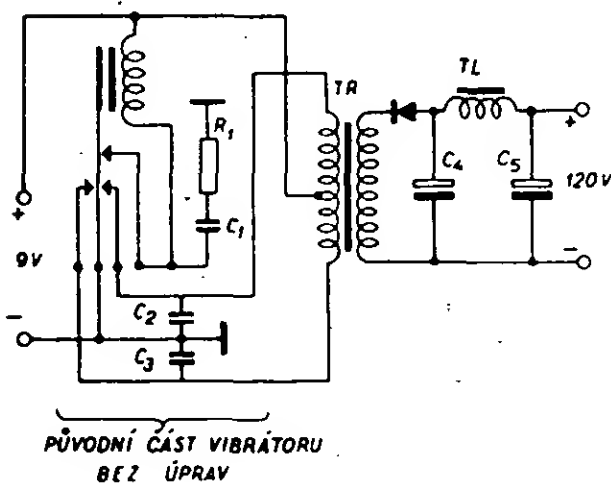 TR
TL
R1
C1
C4
C5
+
+
120V
-
9V
-
C2
C3
PŮVODNÍ ČÁST VIBRÁTORU
BEZ ÚPRAV